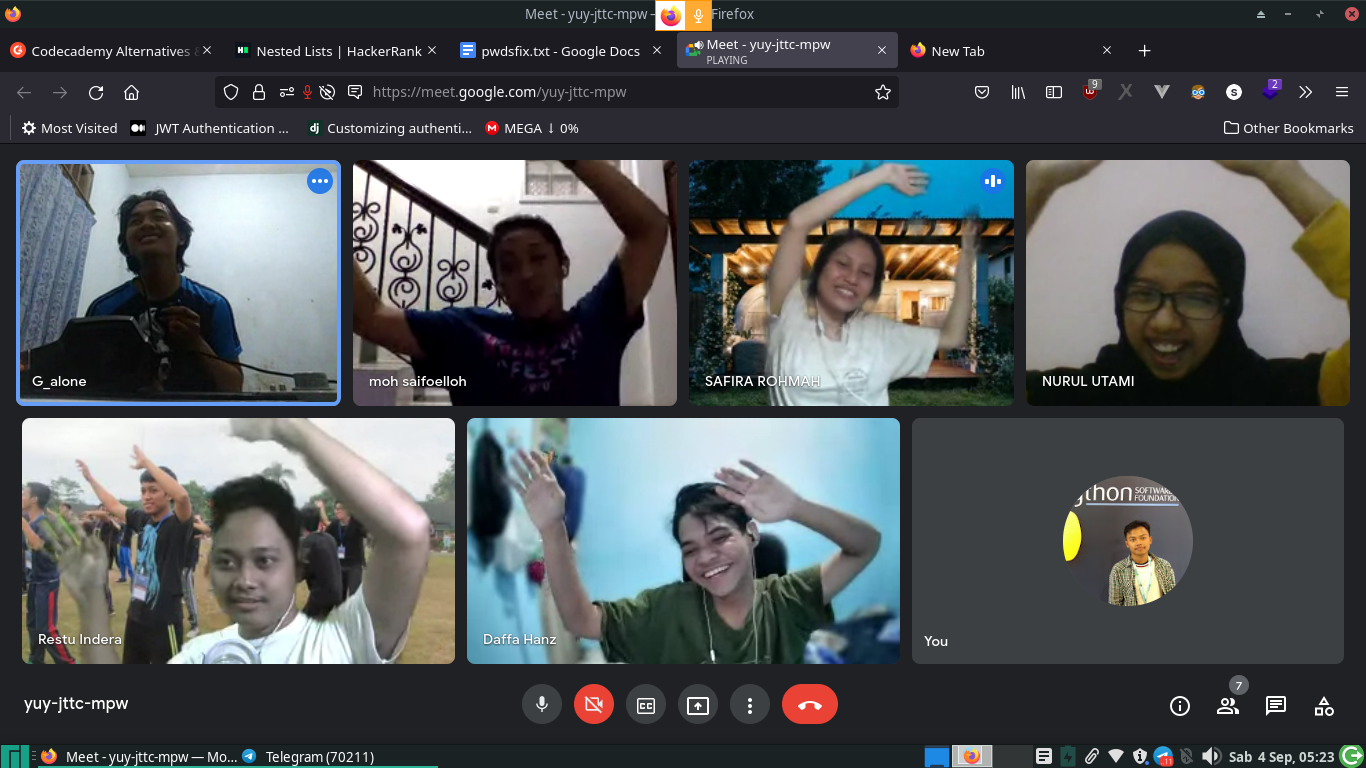 Meet - yuy-jttc-mpw — Firefox
Codecademy Alternatives
Nested Lists | HackerRank
pwdsfix.txt - Google Docs
Meet - yuy-jttc-mpw
PLAYING
New Tab
https://meet.google.com/yuy-jttc-mpw
9
2
Most Visited
JWT Authentication ...
dj
Customizing authenti...
MEGA ↓ 0%
Other Bookmarks
G_alone
moh saifoelloh
SAFIRA ROHMAH
NURUL UTAMI
Restu Indera
Daffa Hanz
SOFTWARE
FOUNDATION
You
yuy-jttc-mpw
CC
7
Meet - yuy-jttc-mpw — Mo...
Telegram (70211)
Sab 4 Sep, 05:23